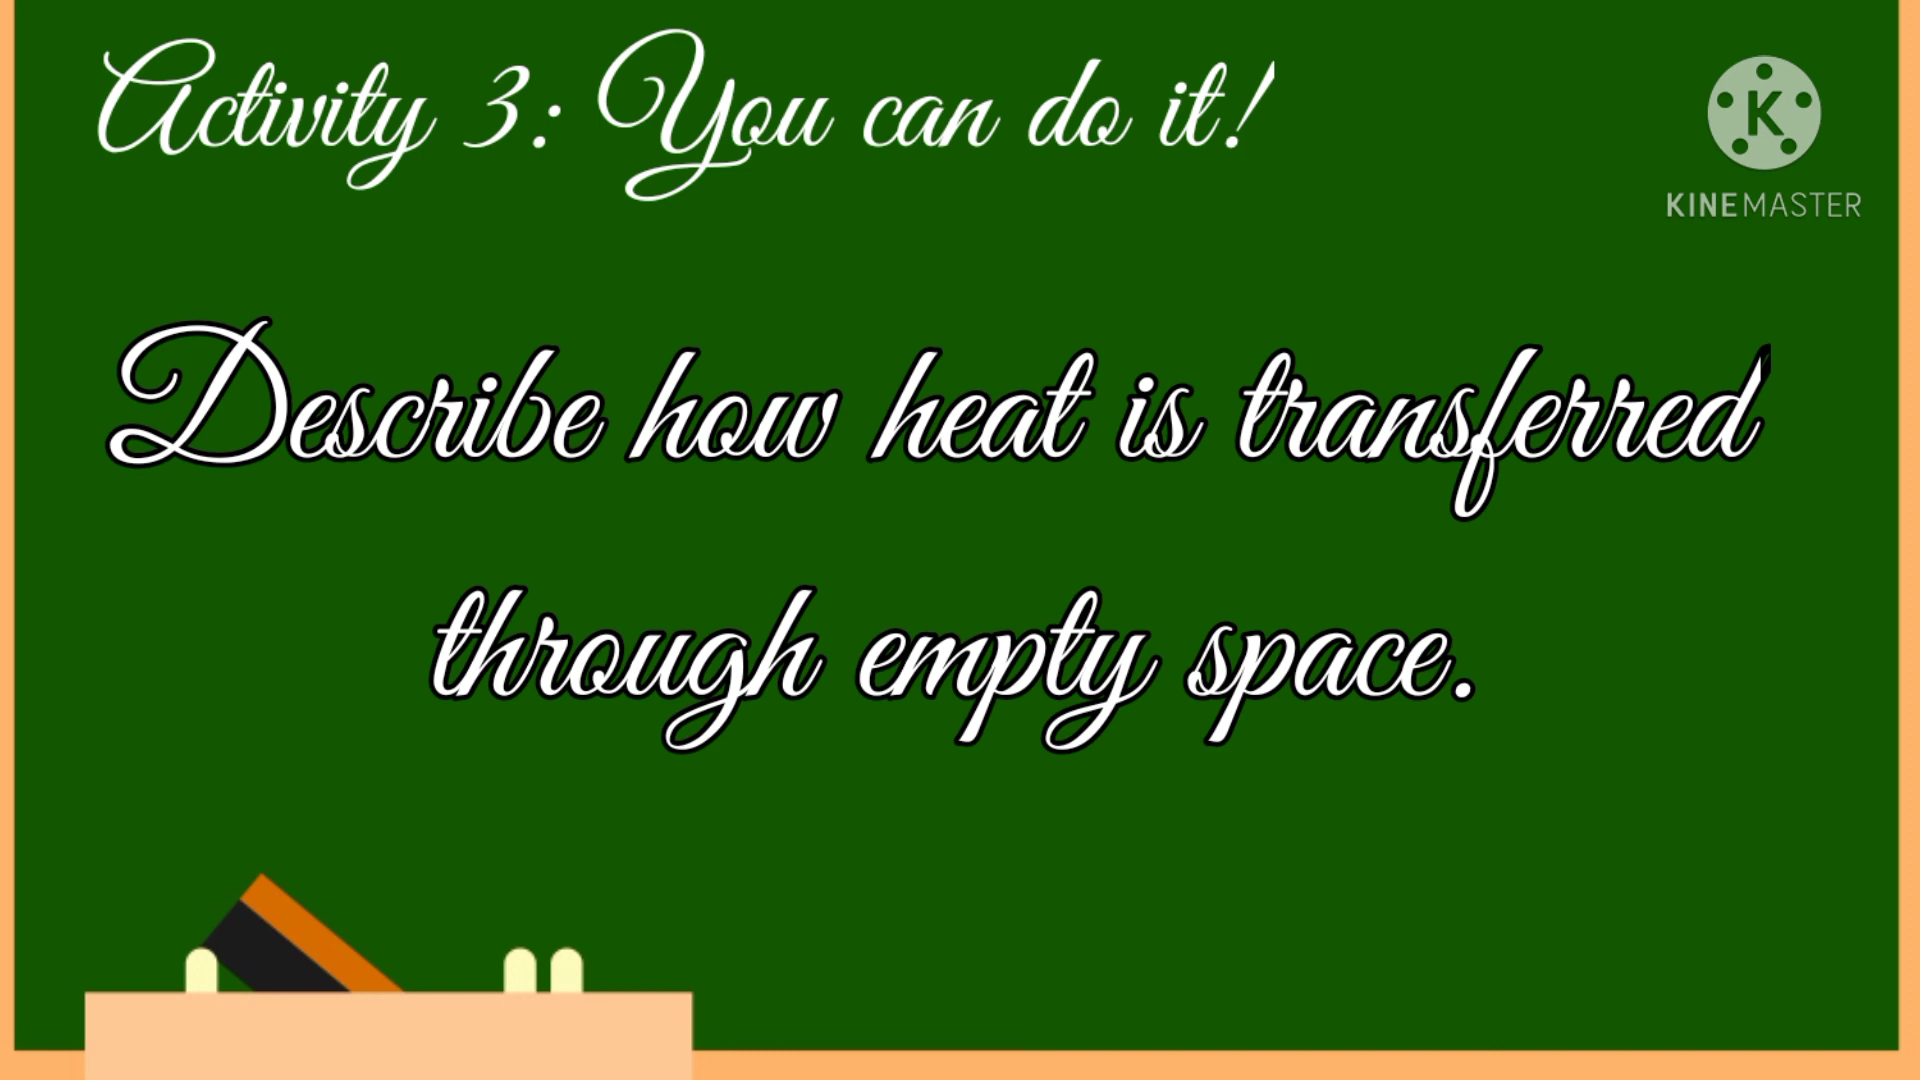 Activity 3: You can do it!
K
KINEMASTER
Describe how heat is transferred
through empty space.